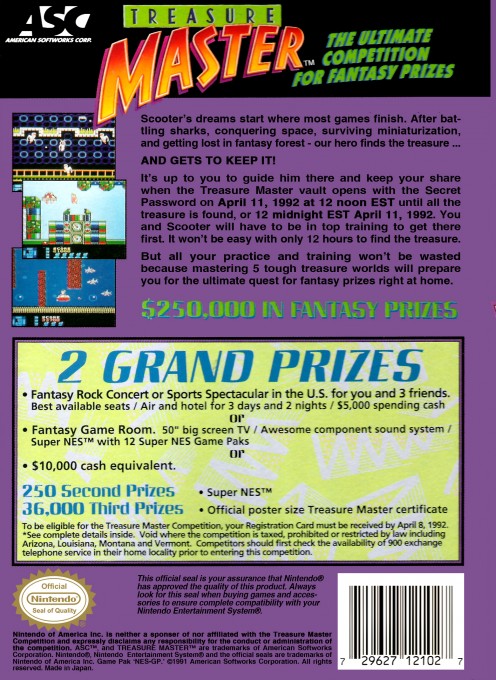 ASC
AMERICAN SOFTWORKS CORP.
TREASURE
MASTER™
THE ULTIMATE
COMPETITION
FOR FANTASY PRIZES
Scooter's dreams start where most games finish. After bat-
tling sharks, conquering space, surviving miniaturization,
and getting lost in fantasy forest - our hero finds the treasure ...
AND GETS TO KEEP IT!
It's up to you to guide him there and keep your share
when the Treasure Master vault opens with the Secret
Password on April 11, 1992 at 12 noon EST until all the
treasure is found, or 12 midnight EST April 11, 1992. You
and Scooter will have to be in top training to get there
first. It won't be easy with only 12 hours to find the treasure.
But all your practice and training won't be wasted
because mastering 5 tough treasure worlds will prepare
you for the ultimate quest for fantasy prizes right at home.
$250,000 IN FANTASY PRIZES
2 GRAND PRIZES
• Fantasy Rock Concert or Sports Spectacular in the U.S. for you and 3 friends.
Best available seats / Air and hotel for 3 days and 2 nights / $5,000 spending cash
or
• Fantasy Game Room. 50" big screen TV / Awesome component sound system /
Super NES™ with 12 Super NES Game Paks
or
• $10,000 cash equivalent.
250 Second Prizes • Super NES™
36,000 Third Prizes • Official poster size Treasure Master certificate
To be eligible for the Treasure Master Competition, your Registration Card must be received by April 8, 1992.
*See complete details inside. Void where the competition is taxed, prohibited or restricted by law including
Arizona, Louisiana, Montana and Vermont. Competitors should first check the availability of 900 exchange
telephone service in their home locality prior to entering this competition.
Official
Nintendo
Seal of Quality
This official seal is your assurance that Nintendo®
has approved the quality of this product. Always
look for this seal when buying games and acces-
sories to ensure complete compatibility with your
Nintendo Entertainment System®.
Nintendo of America Inc. is neither a sponsor of nor affiliated with the Treasure Master
Competition and expressly disclaims any responsibility for the conduct or administration of
the competition. ASC™, and TREASURE MASTER™ are trademarks of American Softworks
Corporation. Nintendo®, Nintendo Entertainment System® and the official seals are trademarks of
Nintendo of America Inc. Game Pak 'NES-GP.' ©1991 American Softworks Corporation. All rights
reserved. Made in Japan.
7 29627 12102 7